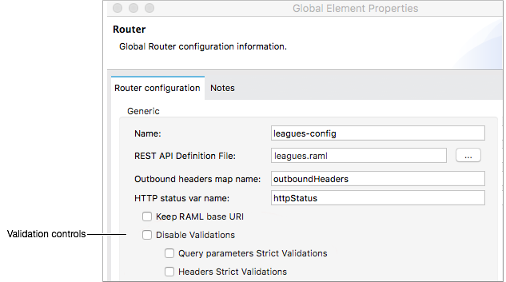 Global Element Properties
Router
Global Router configuration information.
Router configuration Notes
Generic
Name: leagues-config
REST API Definition File: leagues.raml ...
Outbound headers map name: outboundHeaders
HTTP status var name: httpStatus
Keep RAML base URI
Validation controls Disable Validations
Query parameters Strict Validations
Headers Strict Validations